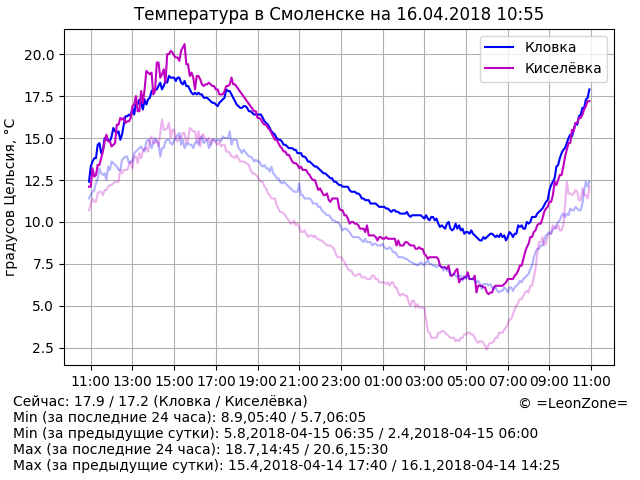 Температура в Смоленске на 16.04.2018 10:55
градусов Цельсия, °C
20.0
17.5
15.0
12.5
10.0
7.5
5.0
2.5
Кловка
Киселёвка
11:00 13:00 15:00 17:00 19:00 21:00 23:00 01:00 03:00 05:00 07:00 09:00 11:00
Сейчас: 17.9 / 17.2 (Кловка / Киселёвка)
© =LeonZone=
Min (за последние 24 часа): 8.9,05:40 / 5.7,06:05
Min (за предыдущие сутки): 5.8,2018-04-15 06:35 / 2.4,2018-04-15 06:00
Max (за последние 24 часа): 18.7,14:45 / 20.6,15:30
Max (за предыдущие сутки): 15.4,2018-04-14 17:40 / 16.1,2018-04-14 14:25